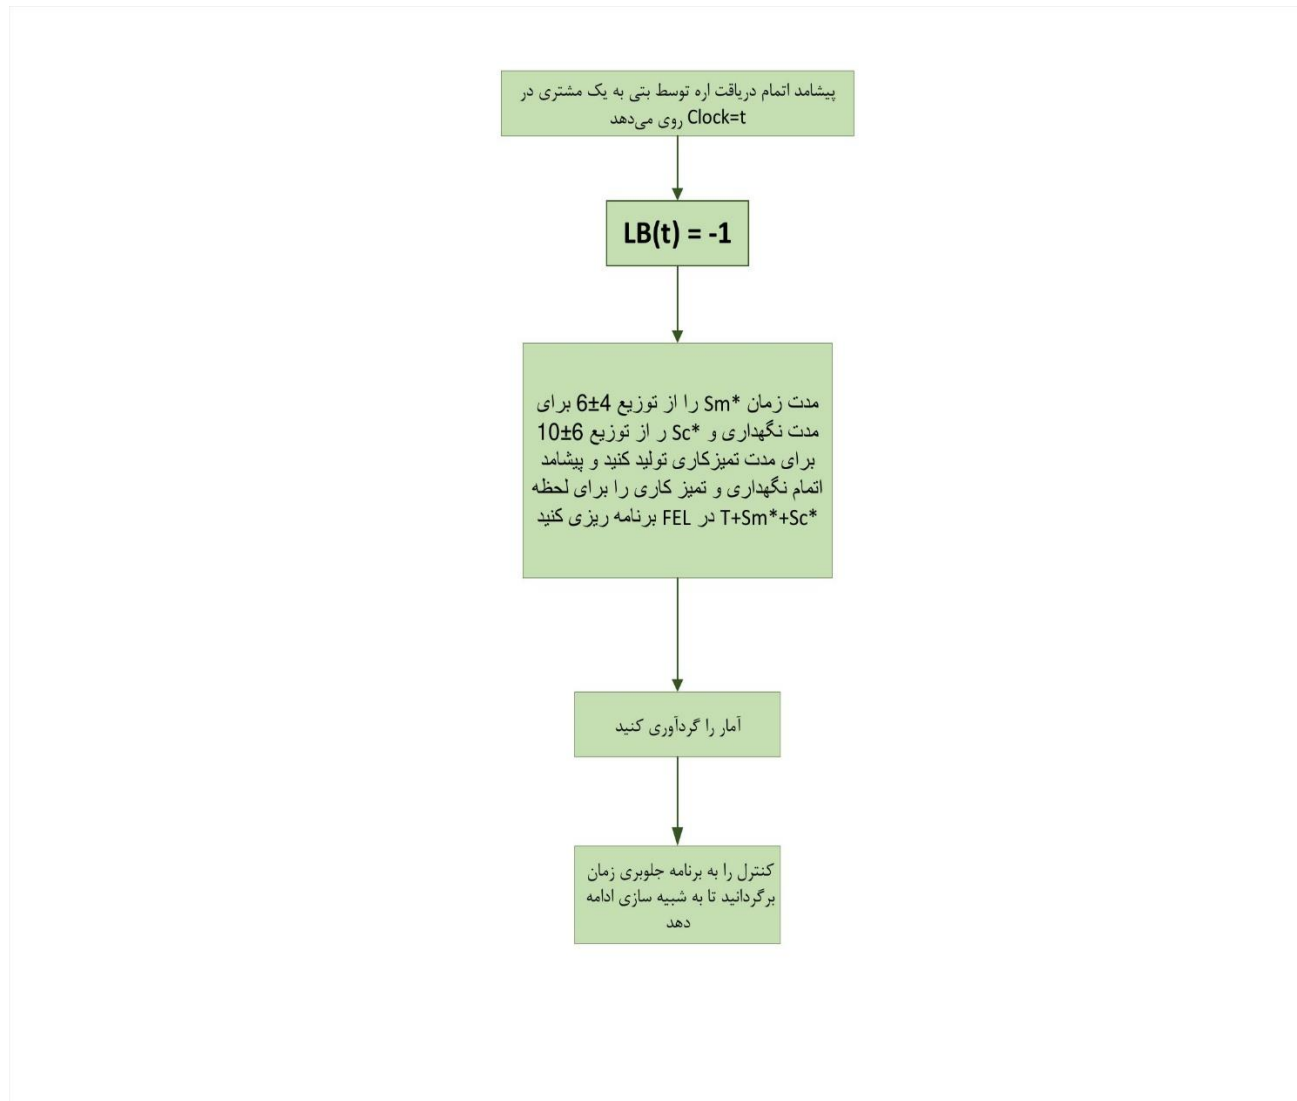 پیشامد اتمام دریاقت اره توسط بتی به یک مشتری در
Clock=t روی می‌دهد
LB(t) = -1
مدت زمان *Sm را از توزیع 4±6 برای
مدت نگهداری و *Sc ر از توزیع 6±10
برای مدت تمیزکاری تولید کنید و پیشامد
اتمام نگهداری و تمیز کاری را برای لحظه
T+Sm*+Sc* در FEL برنامه ریزی کنید
آمار را گردآوری کنید
کنترل را به برنامه جلوبری زمان
برگردانید تا به شبیه سازی ادامه
دهد